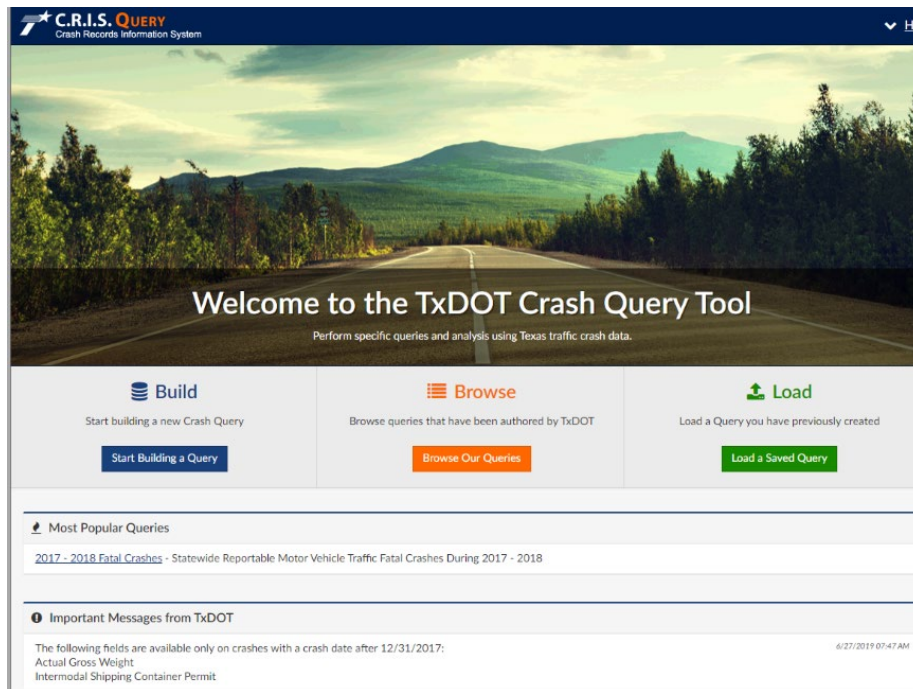 C.R.I.S. QUERY
Crash Records Information System
Welcome to the TxDOT Crash Query Tool
Perform specific queries and analysis using Texas traffic crash data.
Build
Start building a new Crash Query
Start Building a Query
Browse
Browse queries that have been authored by TxDOT
Browse Our Queries
Load
Load a Query you have previously created
Load a Saved Query
Most Popular Queries
2017 - 2018 Fatal Crashes - Statewide Reportable Motor Vehicle Traffic Fatal Crashes During 2017 - 2018
Important Messages from TxDOT
The following fields are available only on crashes with a crash date after 12/31/2017:
6/27/2019 07:47 AM
Actual Gross Weight
Intermodal Shipping Container Permit